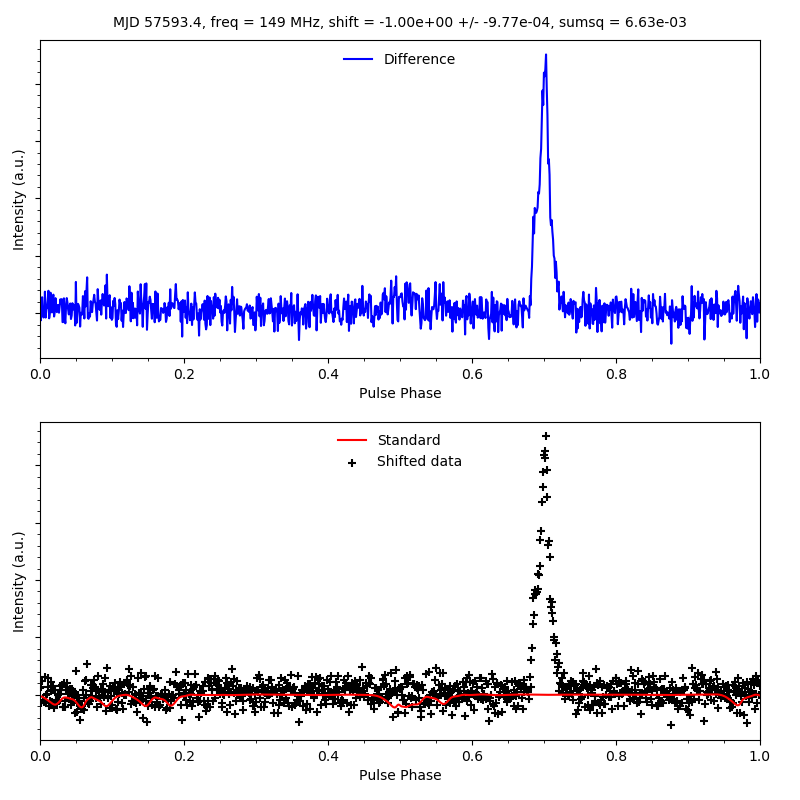 MJD 57593.4, freq = 149 MHz, shift = -1.00e+00 +/- -9.77e-04, sumsq = 6.63e-03
Difference
Intensity (a.u.)
0.0 0.2 0.4 0.6 0.8 1.0
Pulse Phase
Standard
Shifted data
Intensity (a.u.)
0.0 0.2 0.4 0.6 0.8 1.0
Pulse Phase